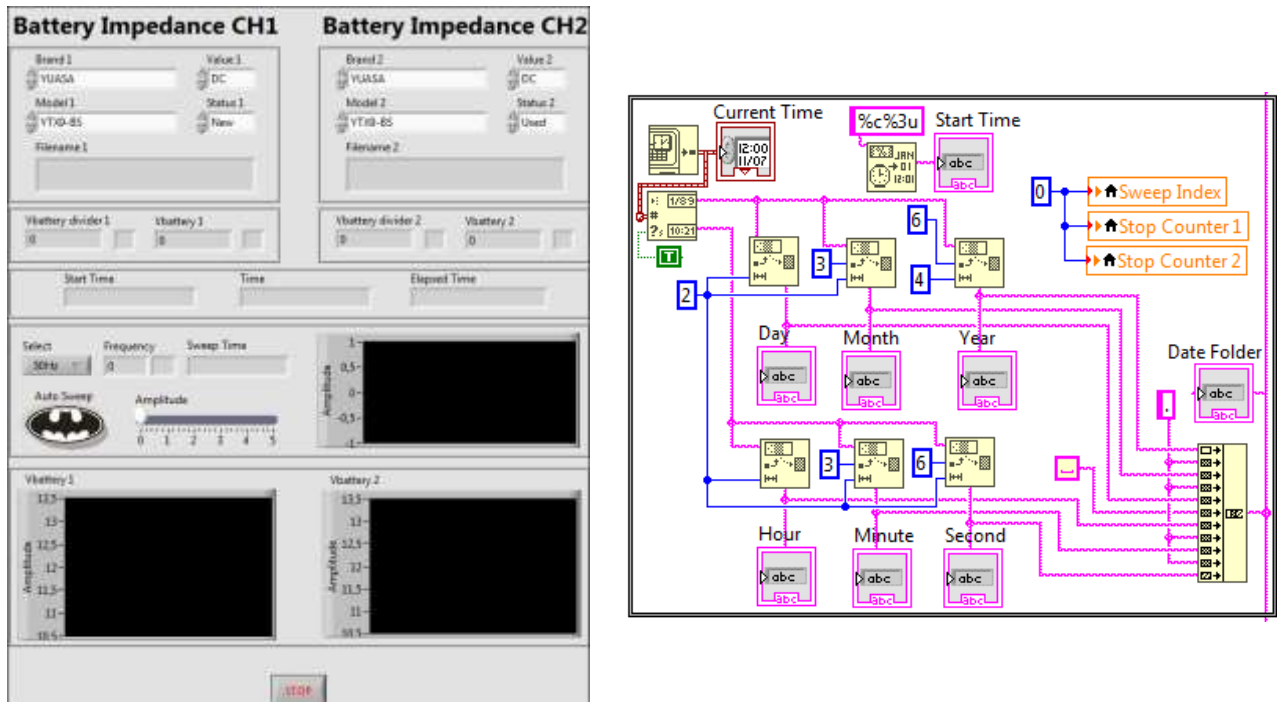 Battery Impedance CH1
Battery Impedance CH2
Brand 1
Value 1
YUASA
DC
Model 1
Status 1
YTX9-BS
New
Filename 1
Brand 2
Value 2
YUASA
DC
Model 2
Status 2
YTX9-BS
Used
Filename 2
Vbattery divider 1
Vbattery 1
0
0
Vbattery divider 2
Vbattery 2
0
0
Start Time
Time
Elapsed Time
Select
Frequency
Sweep Time
50Hz
0
Auto Sweep
Amplitude
0 1 2 3 4 5
Amplitude
1
0,5
0
-0,5
-1
Vbattery 1
Amplitude
13,5
13
12,5
12
11,5
11
10,5
Vbattery 2
Amplitude
13,5
13
12,5
12
11,5
11
10,5
STOP
Current Time
12:00
11/07
%c%3u
Start Time
JAN
01
12:01
abc
abc
0
Sweep Index
Stop Counter 1
Stop Counter 2
1/89
#
?s 10:21
T
2
3
6
4
Day
Month
Year
abc
abc
abc
abc
abc
abc
Date Folder
abc
abc
.
3
6
Hour
Minute
Second
abc
abc
abc
abc
abc
abc